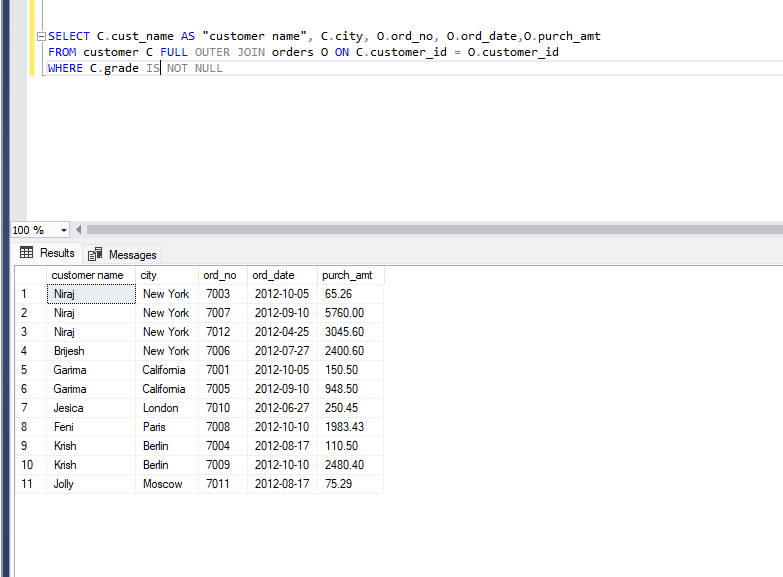 SELECT C.cust_name AS "customer name", C.city, O.ord_no, O.ord_date,O.purch_amt
FROM customer C FULL OUTER JOIN orders O ON C.customer_id = O.customer_id
WHERE C.grade IS NOT NULL
100 %
Results Messages
customer name city ord_no ord_date purch_amt
1 Niraj New York 7003 2012-10-05 65.26
2 Niraj New York 7007 2012-09-10 5760.00
3 Niraj New York 7012 2012-04-25 3045.60
4 Brijesh New York 7006 2012-07-27 2400.60
5 Garima California 7001 2012-10-05 150.50
6 Garima California 7005 2012-09-10 948.50
7 Jesica London 7010 2012-06-27 250.45
8 Feni Paris 7008 2012-10-10 1983.43
9 Krish Berlin 7004 2012-08-17 110.50
10 Krish Berlin 7009 2012-10-10 2480.40
11 Jolly Moscow 7011 2012-08-17 75.29